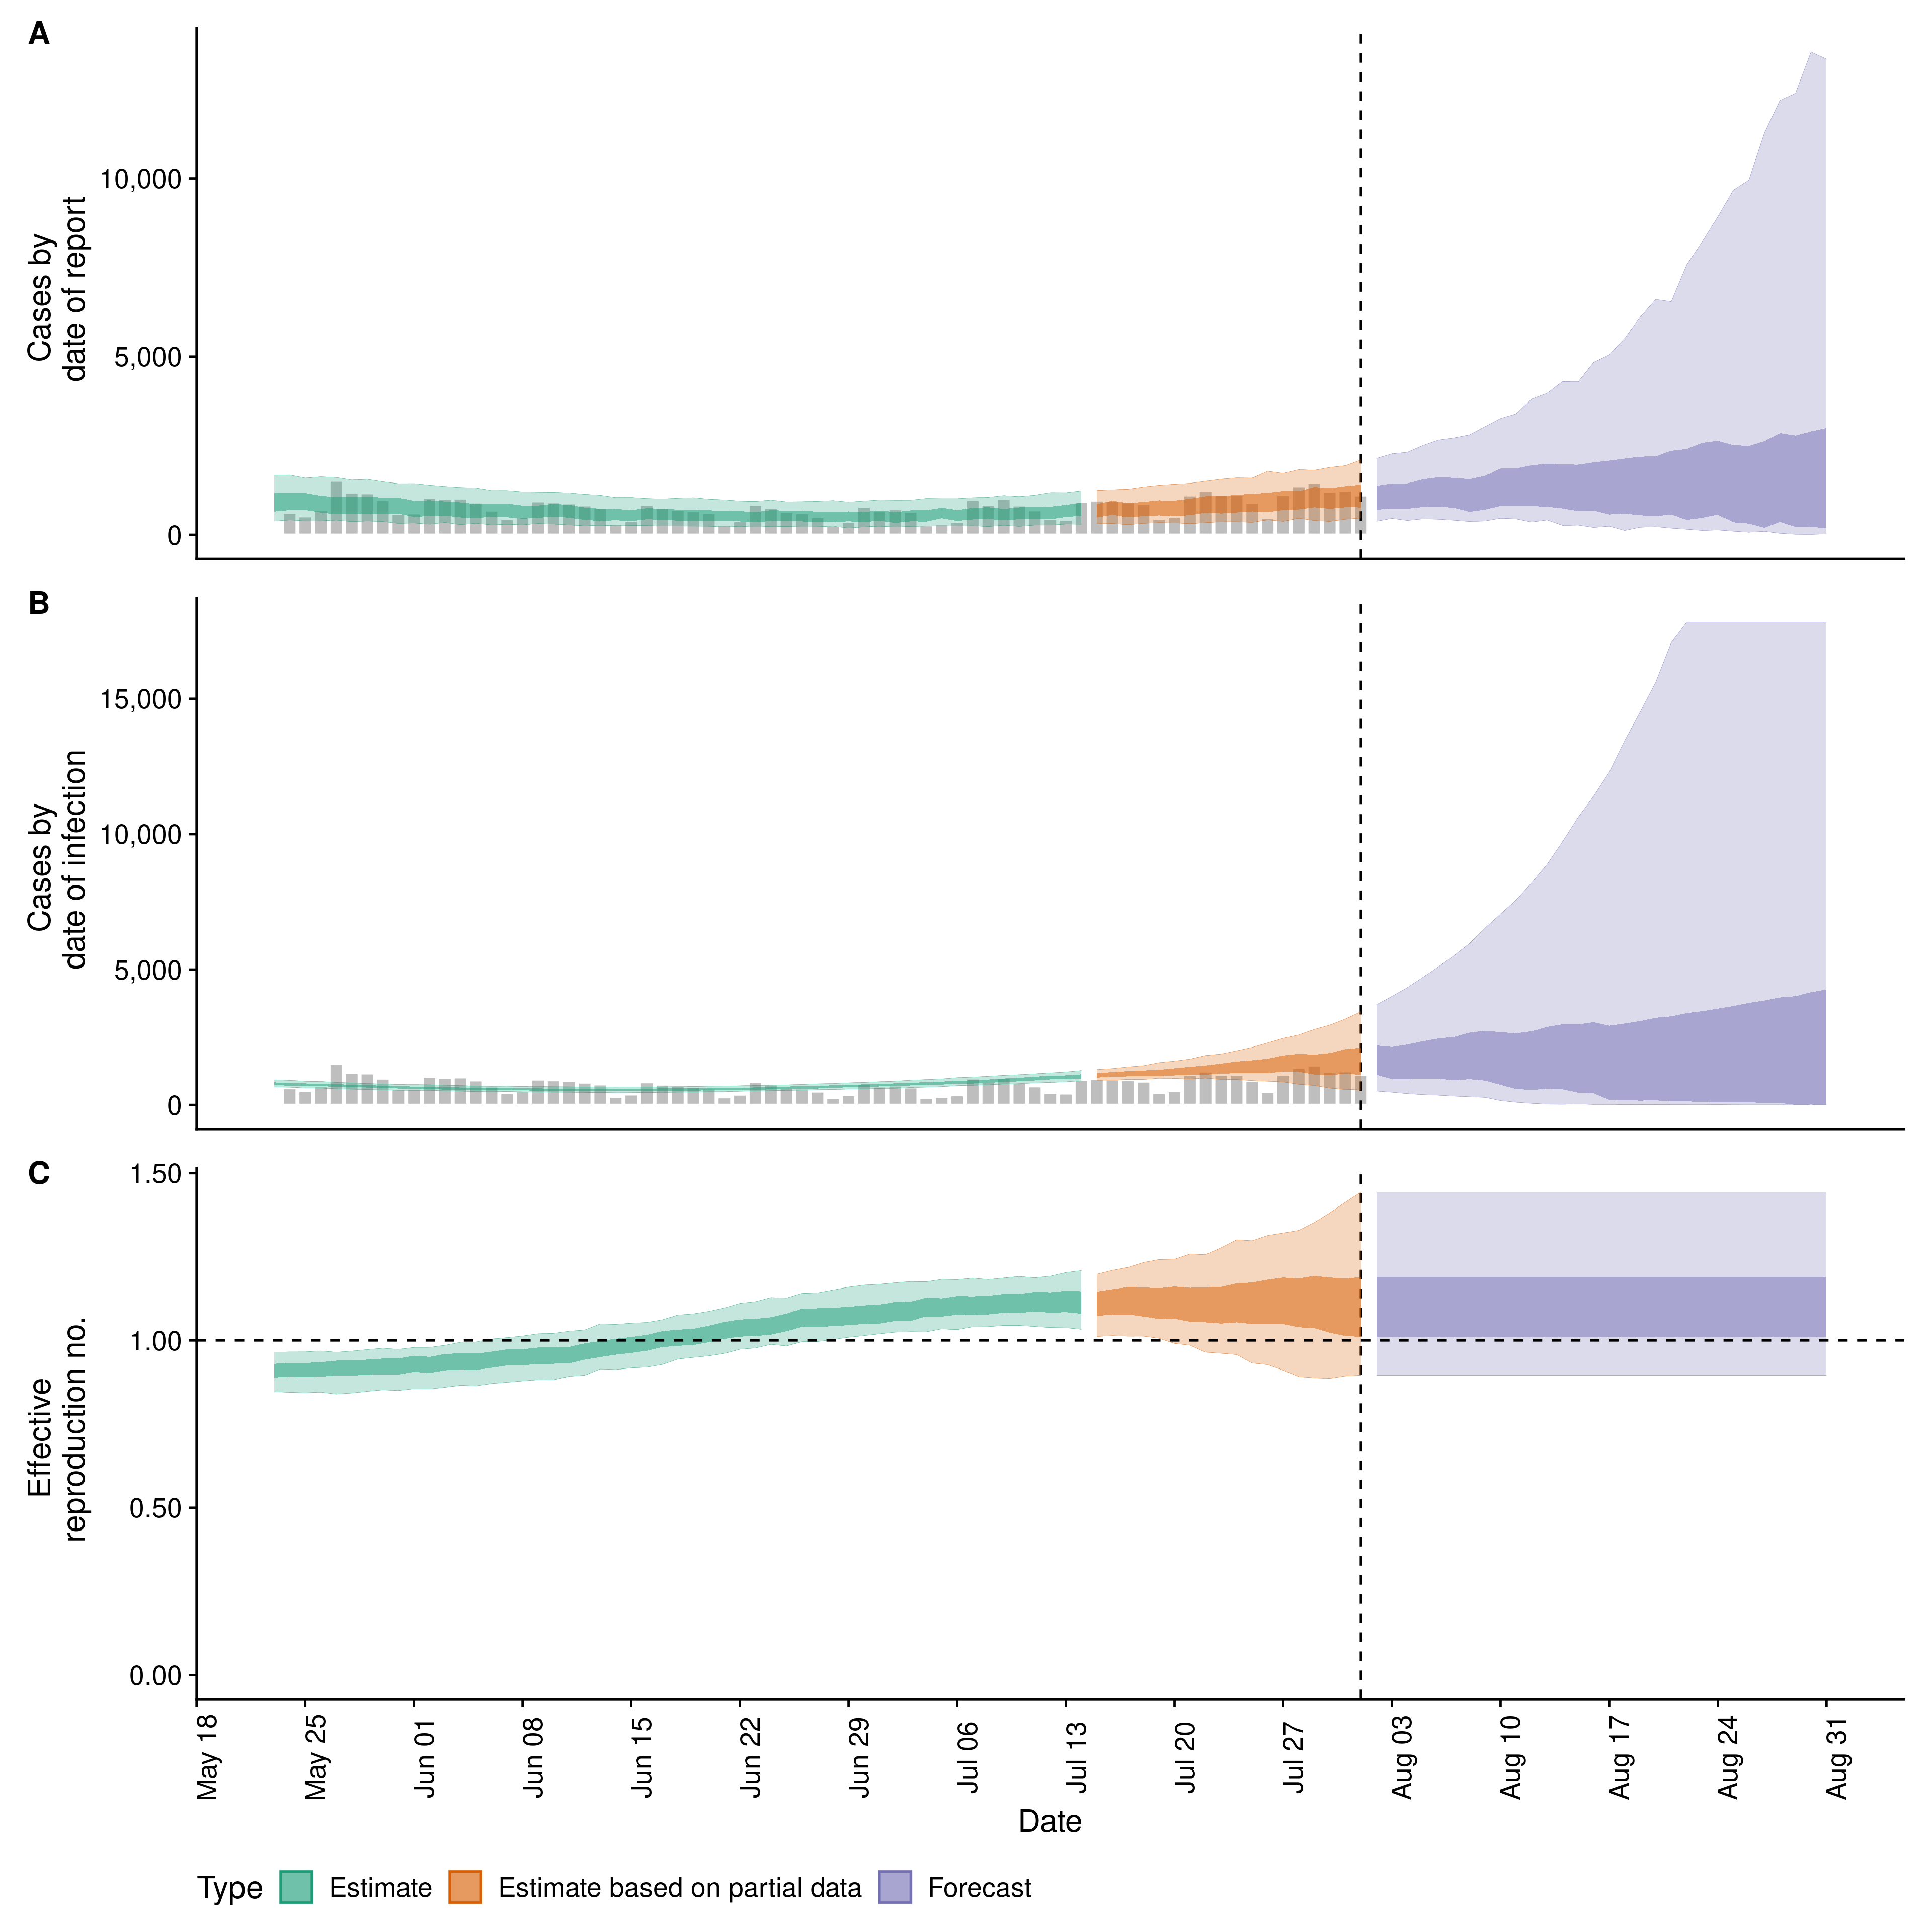 A
Cases by
date of report
10,000
5,000
0
B
Cases by
date of infection
15,000
10,000
5,000
0
C
Effective
reproduction no.
1.50
1.00
0.50
0.00
May 18
May 25
Jun 01
Jun 08
Jun 15
Jun 22
Jun 29
Jul 06
Jul 13
Jul 20
Jul 27
Aug 03
Aug 10
Aug 17
Aug 24
Aug 31
Date
Type Estimate Estimate based on partial data Forecast